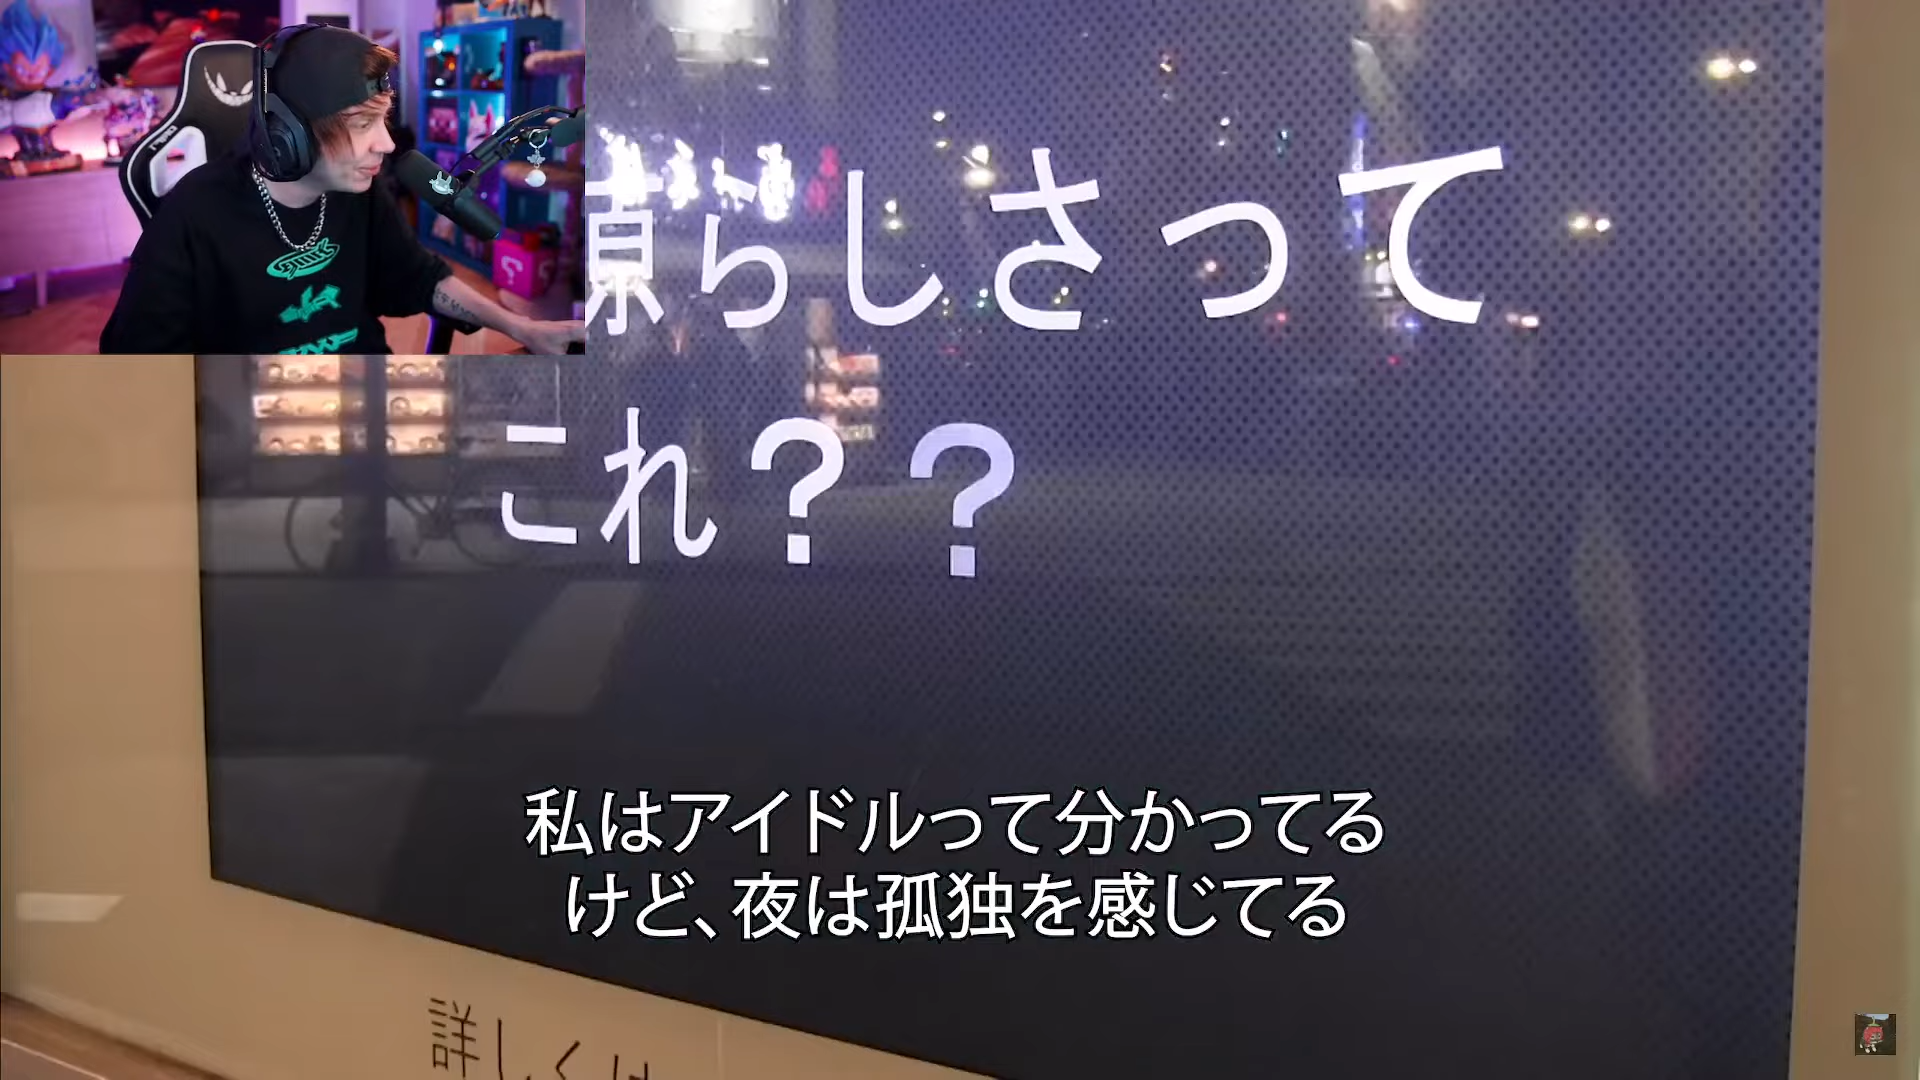 らしさって
これ??
私はアイドルって分かってる
けど、夜は孤独を感じてる
詳しくは